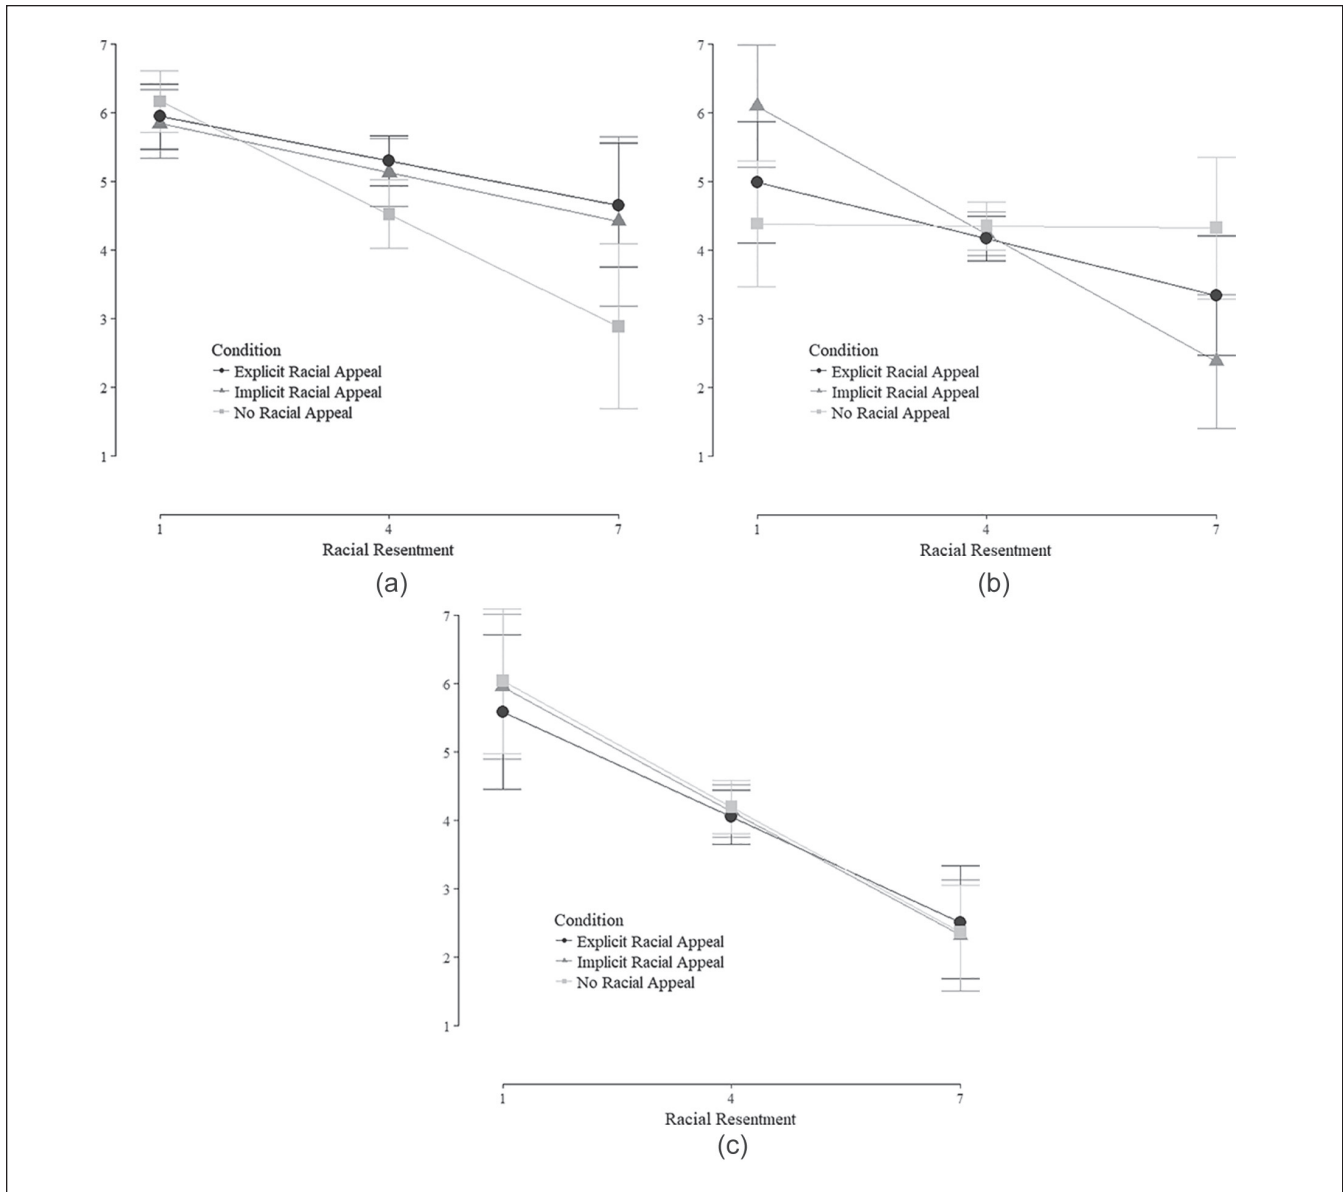 7
6
5
4
3
2
1
Condition
Explicit Racial Appeal
Implicit Racial Appeal
No Racial Appeal
1 4 7
Racial Resentment
(a)
7
6
5
4
3
2
1
Condition
Explicit Racial Appeal
Implicit Racial Appeal
No Racial Appeal
1 4 7
Racial Resentment
(b)
7
6
5
4
3
2
1
Condition
Explicit Racial Appeal
Implicit Racial Appeal
No Racial Appeal
1 4 7
Racial Resentment
(c)